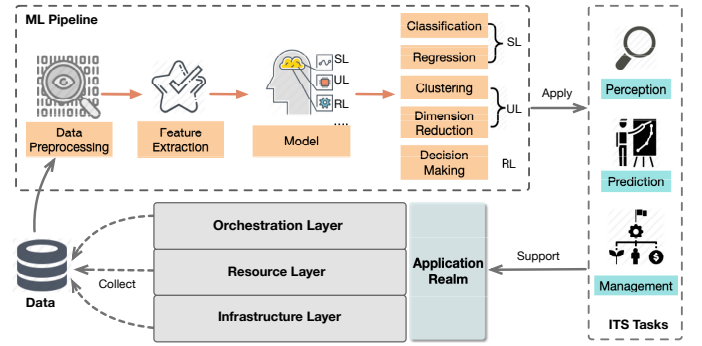 ML Pipeline
Data
Preprocessing
Feature
Extraction
SL
UL
RL
....
Model
Classification
Regression
SL
Clustering
Dimension
Reduction
UL
Decision
Making
RL
Apply
Perception
Prediction
Management
ITS Tasks
Support
Application
Realm
Orchestration Layer
Resource Layer
Infrastructure Layer
Collect
Data